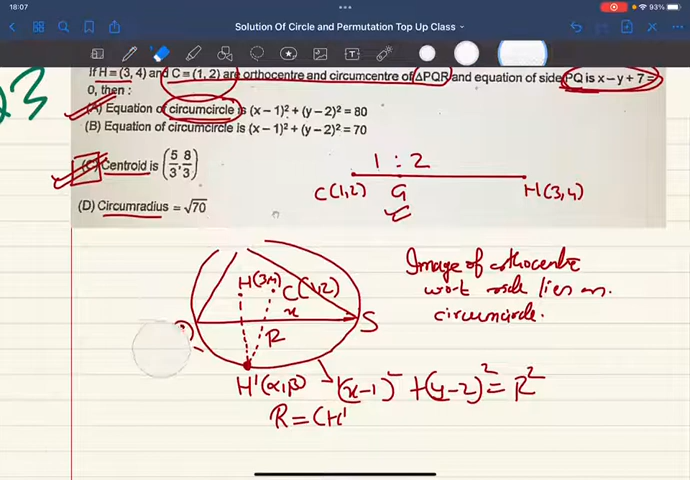 18:07
93%
Solution Of Circle and Permutation Top Up Class
Q3
If H = (3, 4) and C = (1, 2) are orthocentre and circumcentre of ΔPQR and equation of side PQ is x – y + 7 =
0, then :
(A) Equation of circumcircle is (x – 1)² + (y – 2)² = 80
(B) Equation of circumcircle is (x – 1)² + (y – 2)² = 70
(C) Centroid is (5/3, 8/3)
(D) Circumradius = √70
1 : 2
C(1,2) G H(3,4)
H(3,4) C(1,2)
R
S
H'(α,β)
(x-1)² + (y-2)² = R²
R = CH'
Image of orthocentre
wort side lies on
circumcircle.